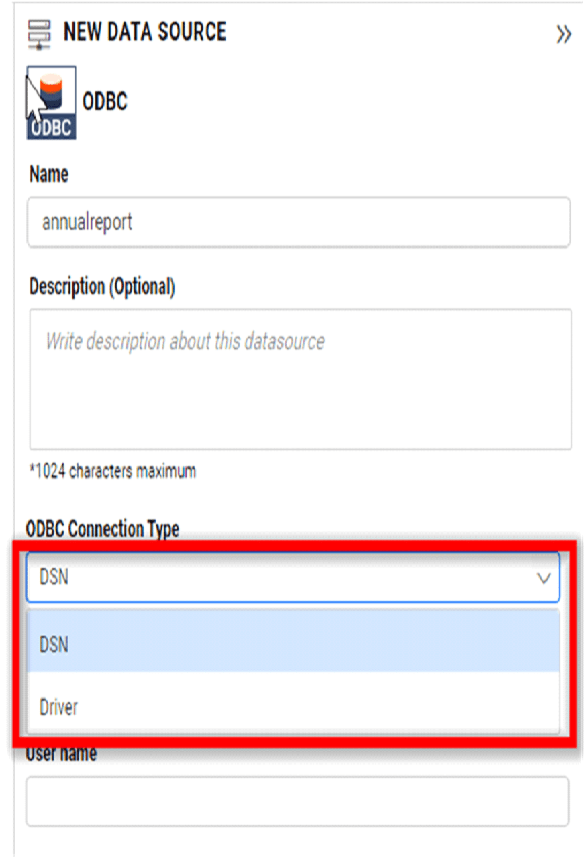 NEW DATA SOURCE
ODBC
ODBC
Name
annualreport
Description (Optional)
Write description about this datasource
*1024 characters maximum
ODBC Connection Type
DSN
DSN
Driver
User name